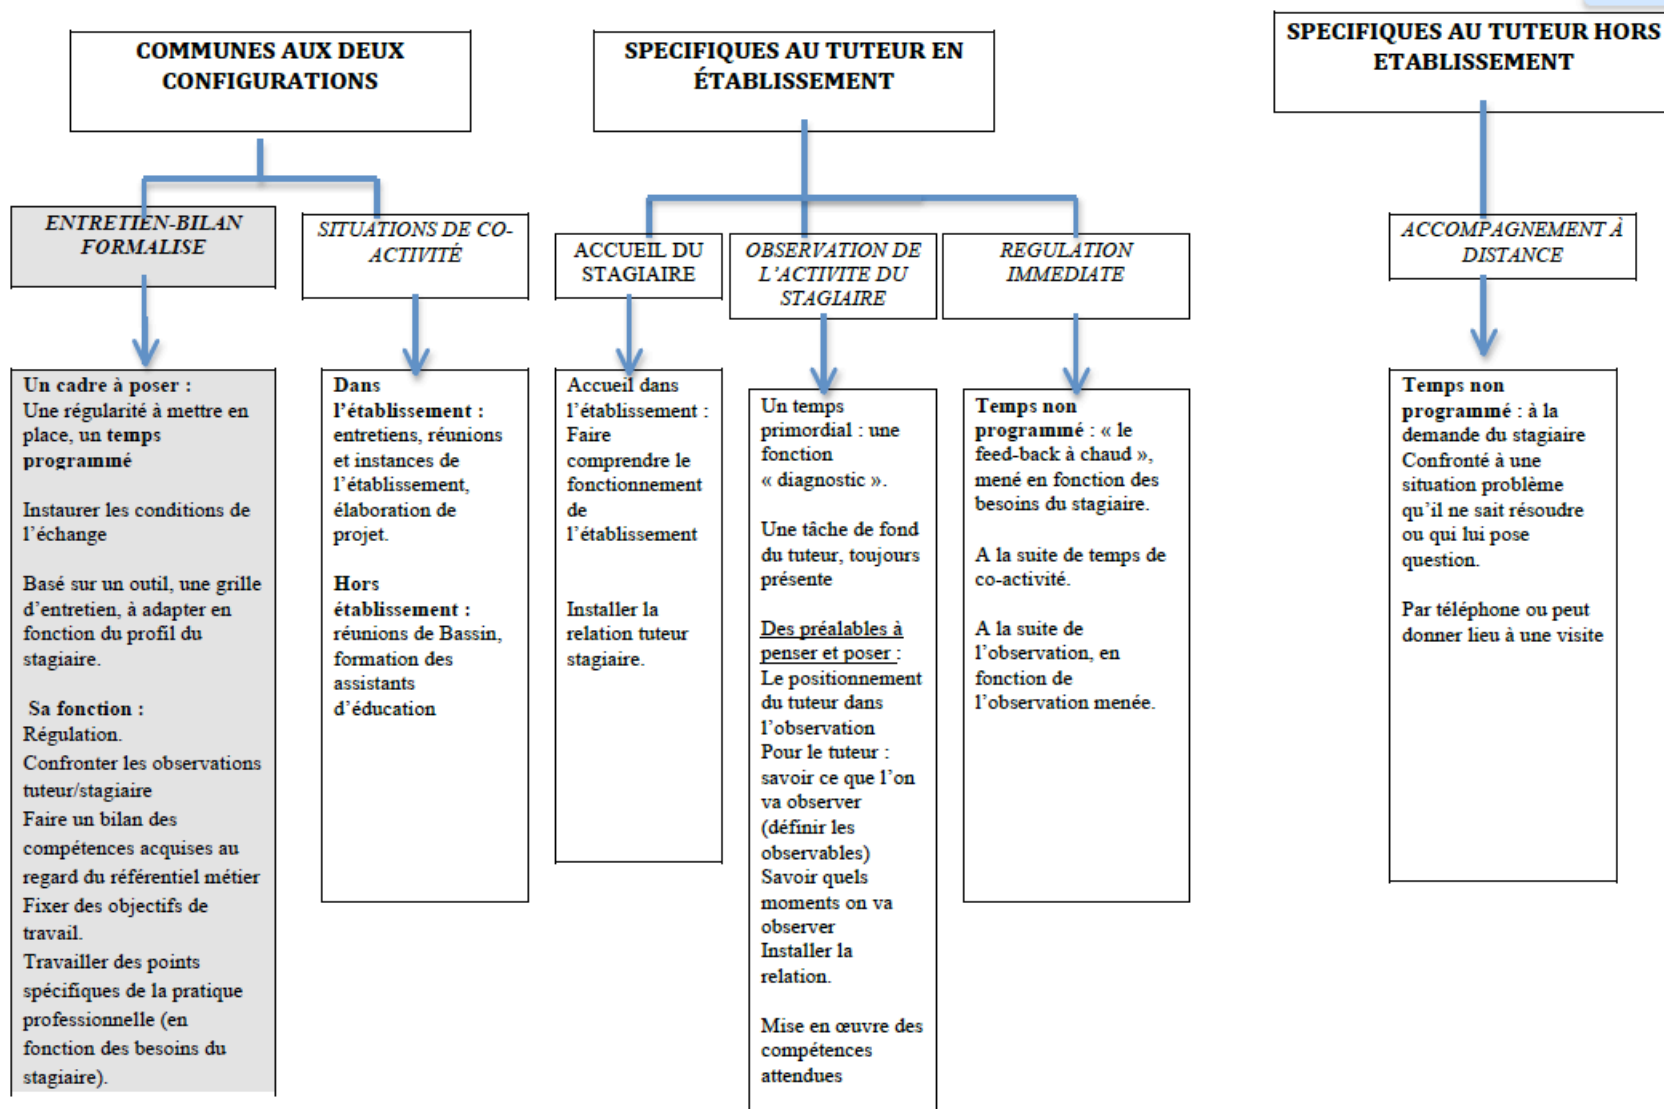 COMMUNES AUX DEUX
CONFIGURATIONS
SPECIFIQUES AU TUTEUR EN
ÉTABLISSEMENT
SPECIFIQUES AU TUTEUR HORS
ETABLISSEMENT
ENTRETIEN-BILAN
FORMALISE
SITUATIONS DE CO-
ACTIVITÉ
ACCUEIL DU
STAGIAIRE
OBSERVATION DE
L’ACTIVITE DU
STAGIAIRE
REGULATION
IMMEDIATE
ACCOMPAGNEMENT À
DISTANCE
Un cadre à poser :
Une régularité à mettre en
place, un temps
programmé
Instaurer les conditions de
l’échange
Basé sur un outil, une grille
d’entretien, à adapter en
fonction du profil du
stagiaire.
Sa fonction :
Régulation.
Confronter les observations
tuteur/stagiaire
Faire un bilan des
compétences acquises au
regard du référentiel métier
Fixer des objectifs de
travail.
Travailler des points
spécifiques de la pratique
professionnelle (en
fonction des besoins du
stagiaire).
Dans
l’établissement :
entretiens, réunions
et instances de
l’établissement,
élaboration de
projet.
Hors
établissement :
réunions de Bassin,
formation des
assistants
d’éducation
Accueil dans
l’établissement :
Faire
comprendre le
fonctionnement
de
l’établissement
Installer la
relation tuteur
stagiaire.
Un temps
primordial : une
fonction
« diagnostic ».
Une tâche de fond
du tuteur, toujours
présente
Des préalables à
penser et poser :
Le positionnement
du tuteur dans
l’observation
Pour le tuteur :
savoir ce que l’on
va observer
(définir les
observables)
Savoir quels
moments on va
observer
Installer la
relation.
Mise en œuvre des
compétences
attendues
Temps non
programmé : « le
feed-back à chaud »,
mené en fonction des
besoins du stagiaire.
A la suite de temps de
co-activité.
A la suite de
l’observation, en
fonction de
l’observation menée.
Temps non
programmé : à la
demande du stagiaire
Confronté à une
situation problème
qu’il ne sait résoudre
ou qui lui pose
question.
Par téléphone ou peut
donner lieu à une visite